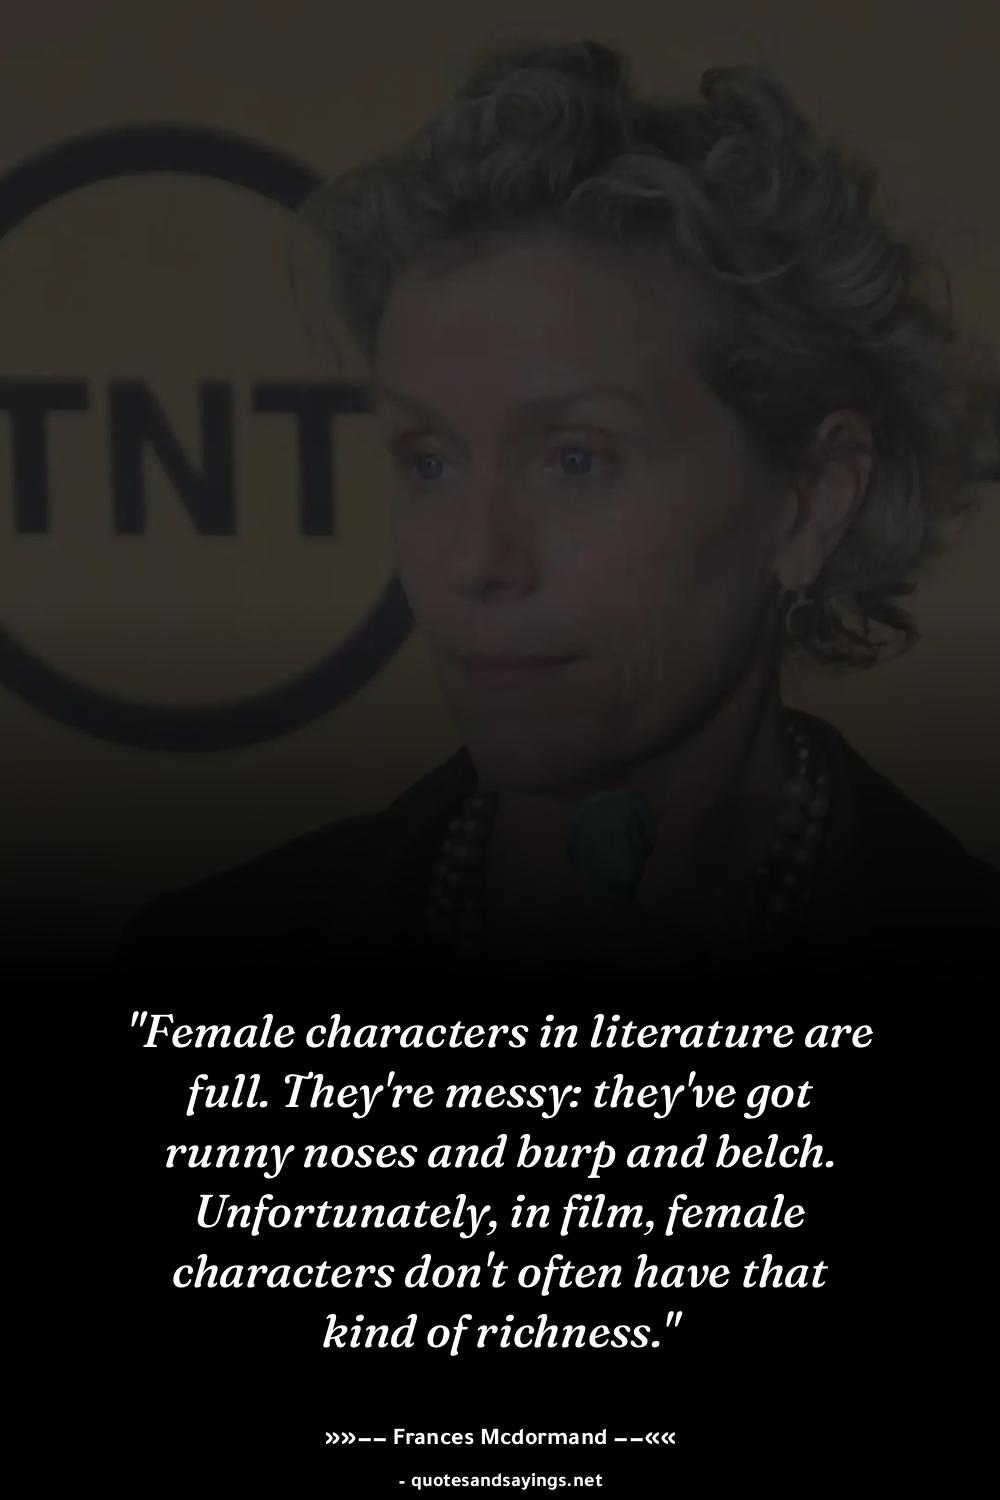 TNT
"Female characters in literature are
full. They're messy: they've got
runny noses and burp and belch.
Unfortunately, in film, female
characters don't often have that
kind of richness."
»»–– Frances Mcdormand ––««
- quotesandsayings.net